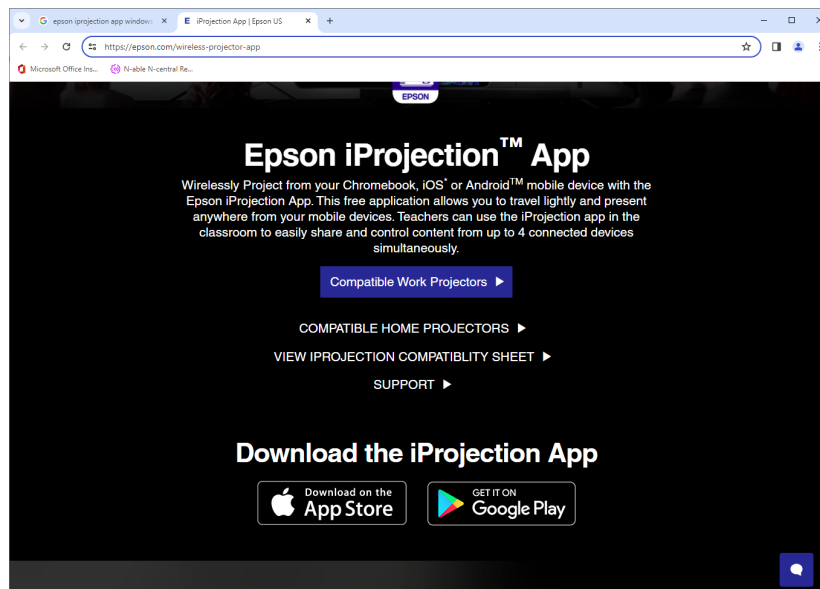 epson iprojection app window
iProjection App | Epson US
https://epson.com/wireless-projector-app
Microsoft Office Ins...
N-able N-central Re...
EPSON
Epson iProjection™ App
Wirelessly Project from your Chromebook, iOS* or Android™ mobile device with the
Epson iProjection App. This free application allows you to travel lightly and present
anywhere from your mobile devices. Teachers can use the iProjection app in the
classroom to easily share and control content from up to 4 connected devices
simultaneously.
Compatible Work Projectors
COMPATIBLE HOME PROJECTORS
VIEW IPROJECTION COMPATIBLITY SHEET
SUPPORT
Download the iProjection App
Download on the
App Store
GET IT ON
Google Play